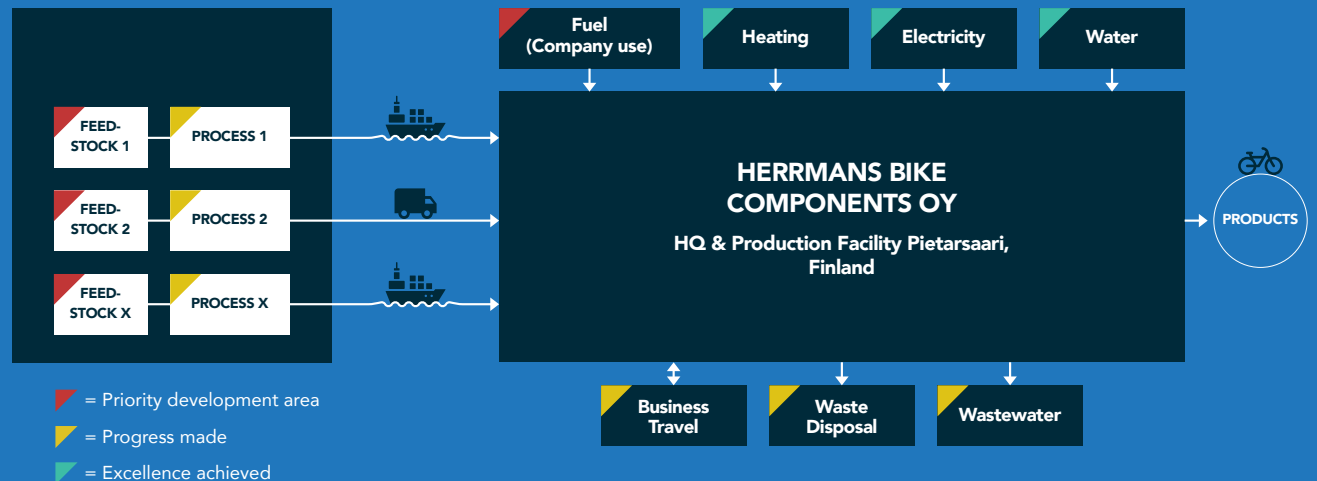 Fuel
(Company use)
Heating
Electricity
Water
FEED-
STOCK 1
PROCESS 1
FEED-
STOCK 2
PROCESS 2
FEED-
STOCK X
PROCESS X
HERRMANS BIKE
COMPONENTS OY
HQ & Production Facility Pietarsaari,
Finland
PRODUCTS
Business
Travel
Waste
Disposal
Wastewater
= Priority development area
= Progress made
= Excellence achieved